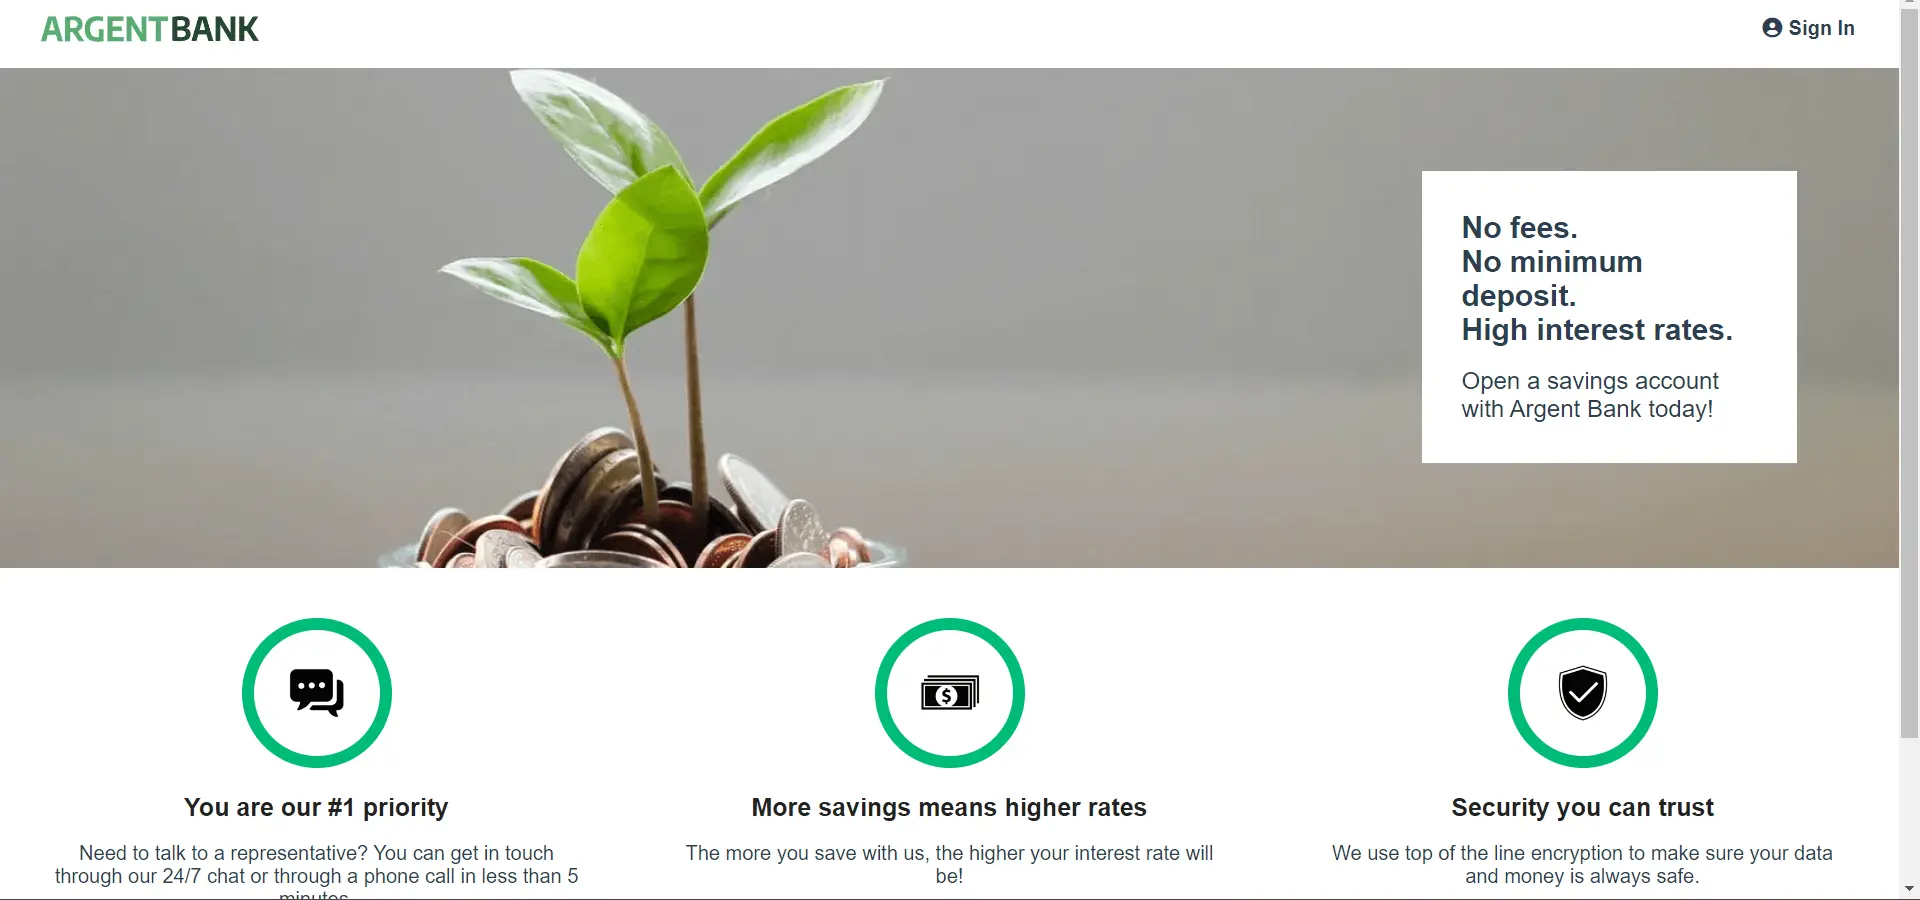 ARGENTBANK
Sign In
No fees.
No minimum
deposit.
High interest rates.
Open a savings account
with Argent Bank today!
$
You are our #1 priority
Need to talk to a representative? You can get in touch
through our 24/7 chat or through a phone call in less than 5
minutes.
More savings means higher rates
The more you save with us, the higher your interest rate will
be!
Security you can trust
We use top of the line encryption to make sure your data
and money is always safe.